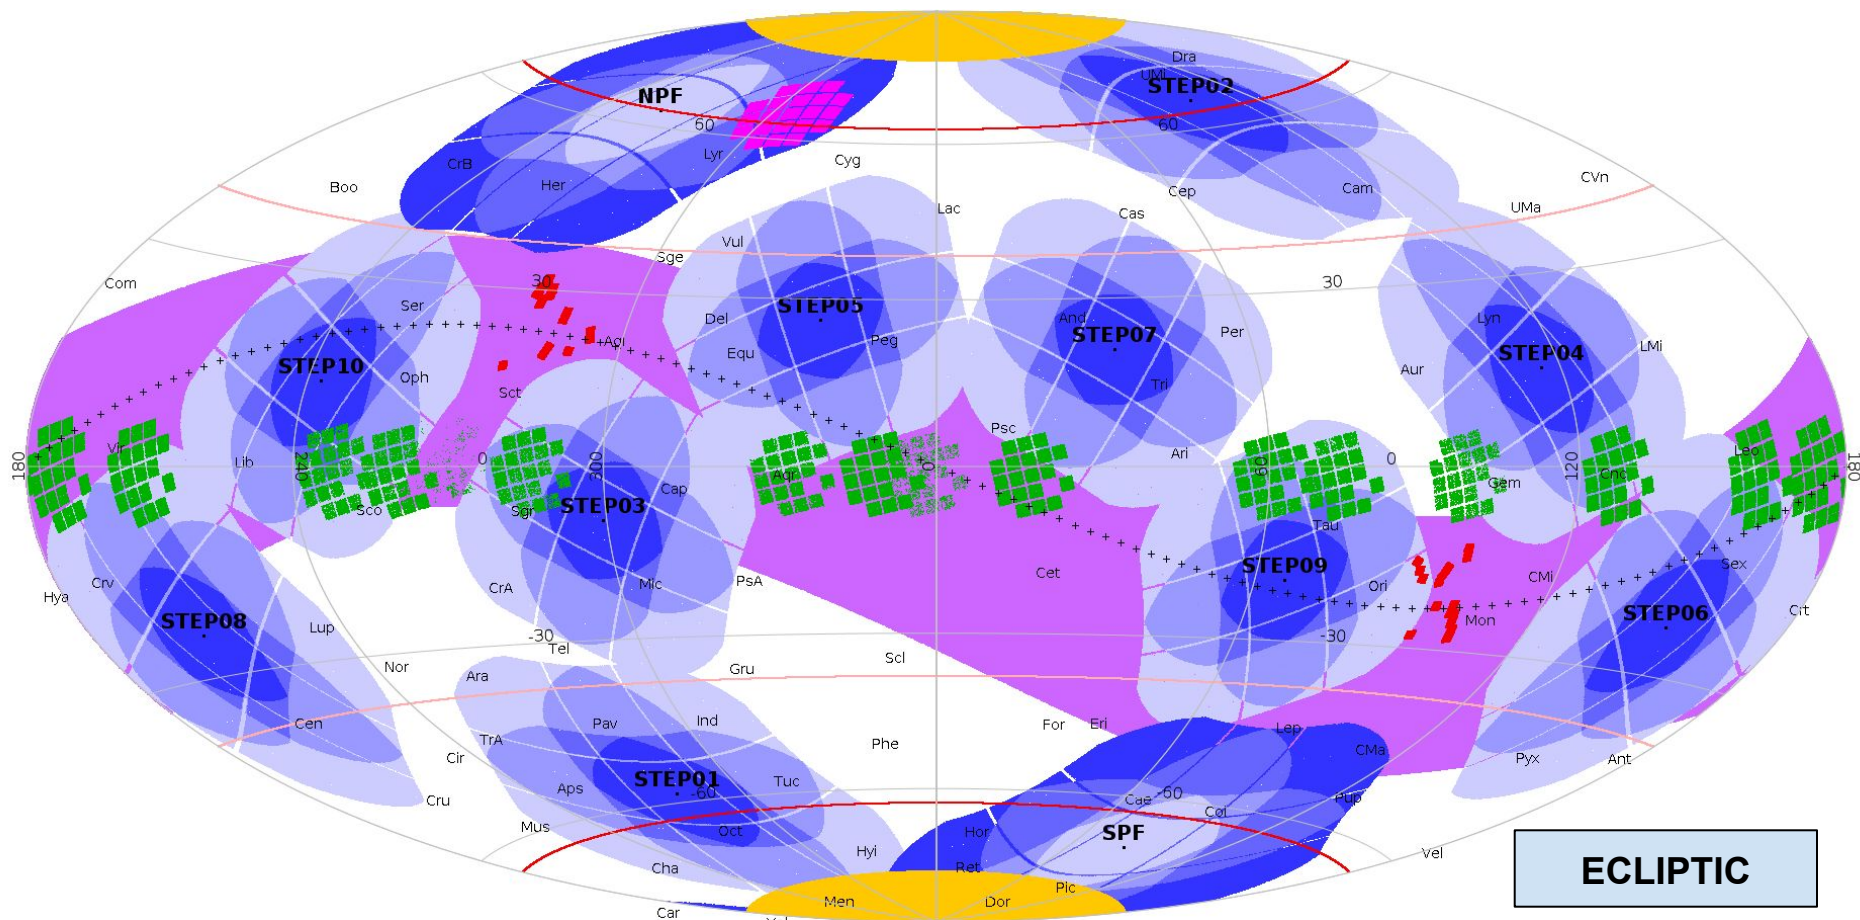 Dra
UMi
STEP02
NPF
60
60
Lyr
Cyg
CrB
Her
Boo
Cep
Cam
CVn
UMa
Lac
Cas
Vul
Sge
Com
30
30
Ser
STEP05
Del
And
STEP07
Per
Lyn
Peg
Equ
Aql
STEP10
Oph
Sct
Tri
Aur
STEP04
LMi
Psc
Vir
Lib
Ari
180
240
0
300
Aqr
0
60
0
Gem
120
Cnc
Leo
180
Cap
STEP03
Sco
Sgr
Tau
Crv
Hya
CrA
Mic
PsA
Cet
STEP09
Ori
CMi
Sex
STEP08
Lup
STEP06
Crt
Mon
-30
-30
Tel
Nor
Ara
Gru
Scl
Cen
Pav
Ind
For
Eri
Lep
TrA
Phe
CMa
Cir
Pyx
Ant
STEP01
Tuc
-60
-60
Aps
Cru
Cae
Col
Pup
Mus
Oct
Hor
SPF
Hyi
Vel
Cha
Ret
Pic
Men
Dor
Car
ECLIPTIC